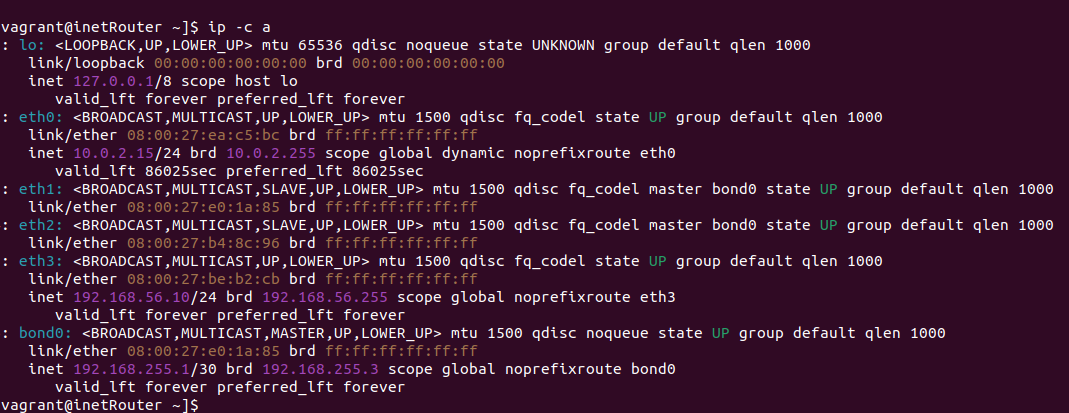 vagrant@inetRouter ~]$ ip -c a
: lo: <LOOPBACK,UP,LOWER_UP> mtu 65536 qdisc noqueue state UNKNOWN group default qlen 1000
   link/loopback 00:00:00:00:00:00 brd 00:00:00:00:00:00
   inet 127.0.0.1/8 scope host lo
      valid_lft forever preferred_lft forever
: eth0: <BROADCAST,MULTICAST,UP,LOWER_UP> mtu 1500 qdisc fq_codel state UP group default qlen 1000
   link/ether 08:00:27:ea:c5:bc brd ff:ff:ff:ff:ff:ff
   inet 10.0.2.15/24 brd 10.0.2.255 scope global dynamic noprefixroute eth0
      valid_lft 86025sec preferred_lft 86025sec
: eth1: <BROADCAST,MULTICAST,SLAVE,UP,LOWER_UP> mtu 1500 qdisc fq_codel master bond0 state UP group default qlen 1000
   link/ether 08:00:27:e0:1a:85 brd ff:ff:ff:ff:ff:ff
: eth2: <BROADCAST,MULTICAST,SLAVE,UP,LOWER_UP> mtu 1500 qdisc fq_codel master bond0 state UP group default qlen 1000
   link/ether 08:00:27:b4:8c:96 brd ff:ff:ff:ff:ff:ff
: eth3: <BROADCAST,MULTICAST,UP,LOWER_UP> mtu 1500 qdisc fq_codel state UP group default qlen 1000
   link/ether 08:00:27:be:b2:cb brd ff:ff:ff:ff:ff:ff
   inet 192.168.56.10/24 brd 192.168.56.255 scope global noprefixroute eth3
      valid_lft forever preferred_lft forever
: bond0: <BROADCAST,MULTICAST,MASTER,UP,LOWER_UP> mtu 1500 qdisc noqueue state UP group default qlen 1000
   link/ether 08:00:27:e0:1a:85 brd ff:ff:ff:ff:ff:ff
   inet 192.168.255.1/30 brd 192.168.255.3 scope global noprefixroute bond0
      valid_lft forever preferred_lft forever
vagrant@inetRouter ~]$